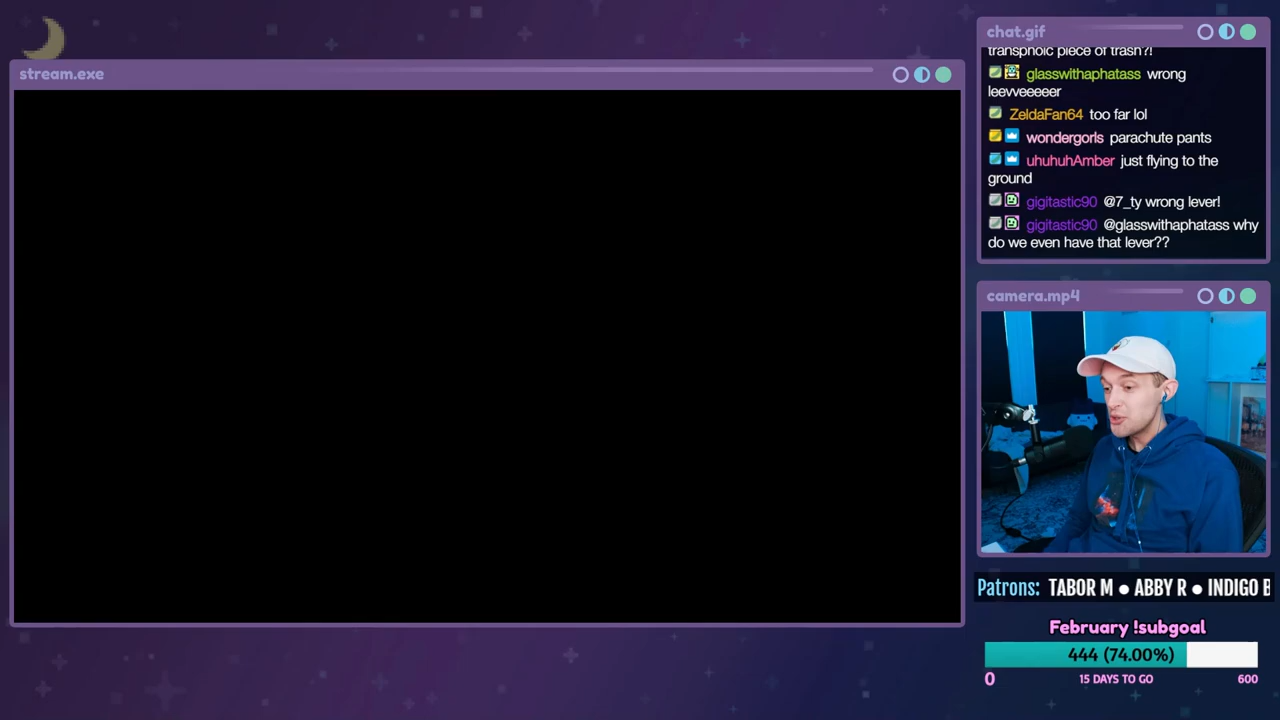 chat.gif
stream.exe
transphoic piece of trash?!
glasswithaphatass wrong
leevveeeeer
ZeldaFan64 too far lol
wondergorls parachute pants
uhuhuhAmber just flying to the
ground
gigitastic90 @7_ty wrong lever!
gigitastic90 @glasswithaphatass why
do we even have that lever??
camera.mp4
Patrons: TABOR M ● ABBY R ● INDIGO B
February !subgoal
444 (74.00%)
0 15 DAYS TO GO 600